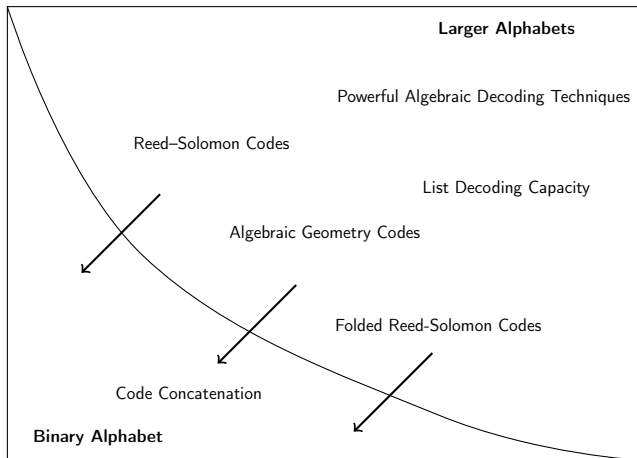 Larger Alphabets
Powerful Algebraic Decoding Techniques
Reed–Solomon Codes
List Decoding Capacity
Algebraic Geometry Codes
Folded Reed-Solomon Codes
Code Concatenation
Binary Alphabet